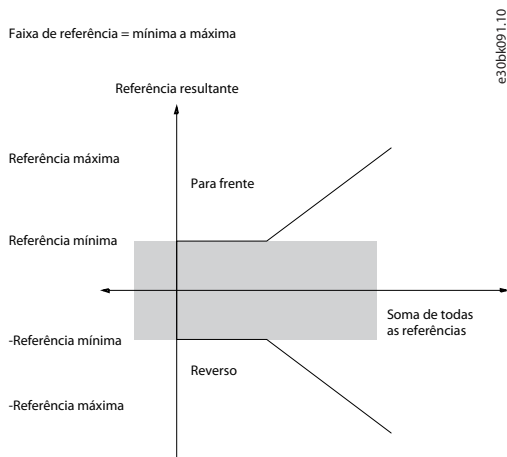 Faixa de referência = mínima a máxima
e30bk091.10
Referência resultante
Referência máxima
Para frente
Referência mínima
Soma de todas
as referências
-Referência mínima
Reverso
-Referência máxima